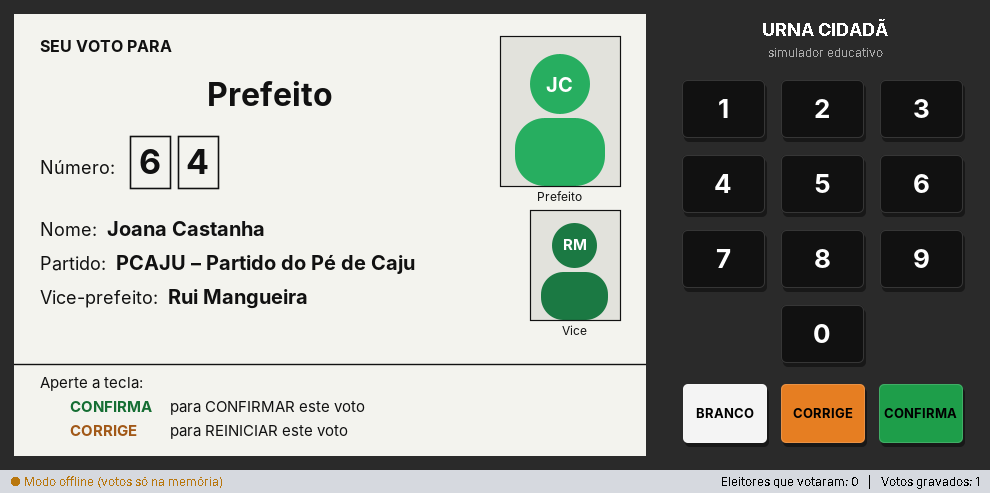 SEU VOTO PARA
Prefeito
Número: 6 4
Nome: Joana Castanha
Partido: PCAJU – Partido do Pé de Caju
Vice-prefeito: Rui Mangueira
JC
Prefeito
RM
Vice
Aperte a tecla:
CONFIRMA para CONFIRMAR este voto
CORRIGE para REINICIAR este voto
URNA CIDADÃ
simulador educativo
1 2 3
4 5 6
7 8 9
0
BRANCO CORRIGE CONFIRMA
Modo offline (votos só na memória)
Eleitores que votaram: 0 | Votos gravados: 1